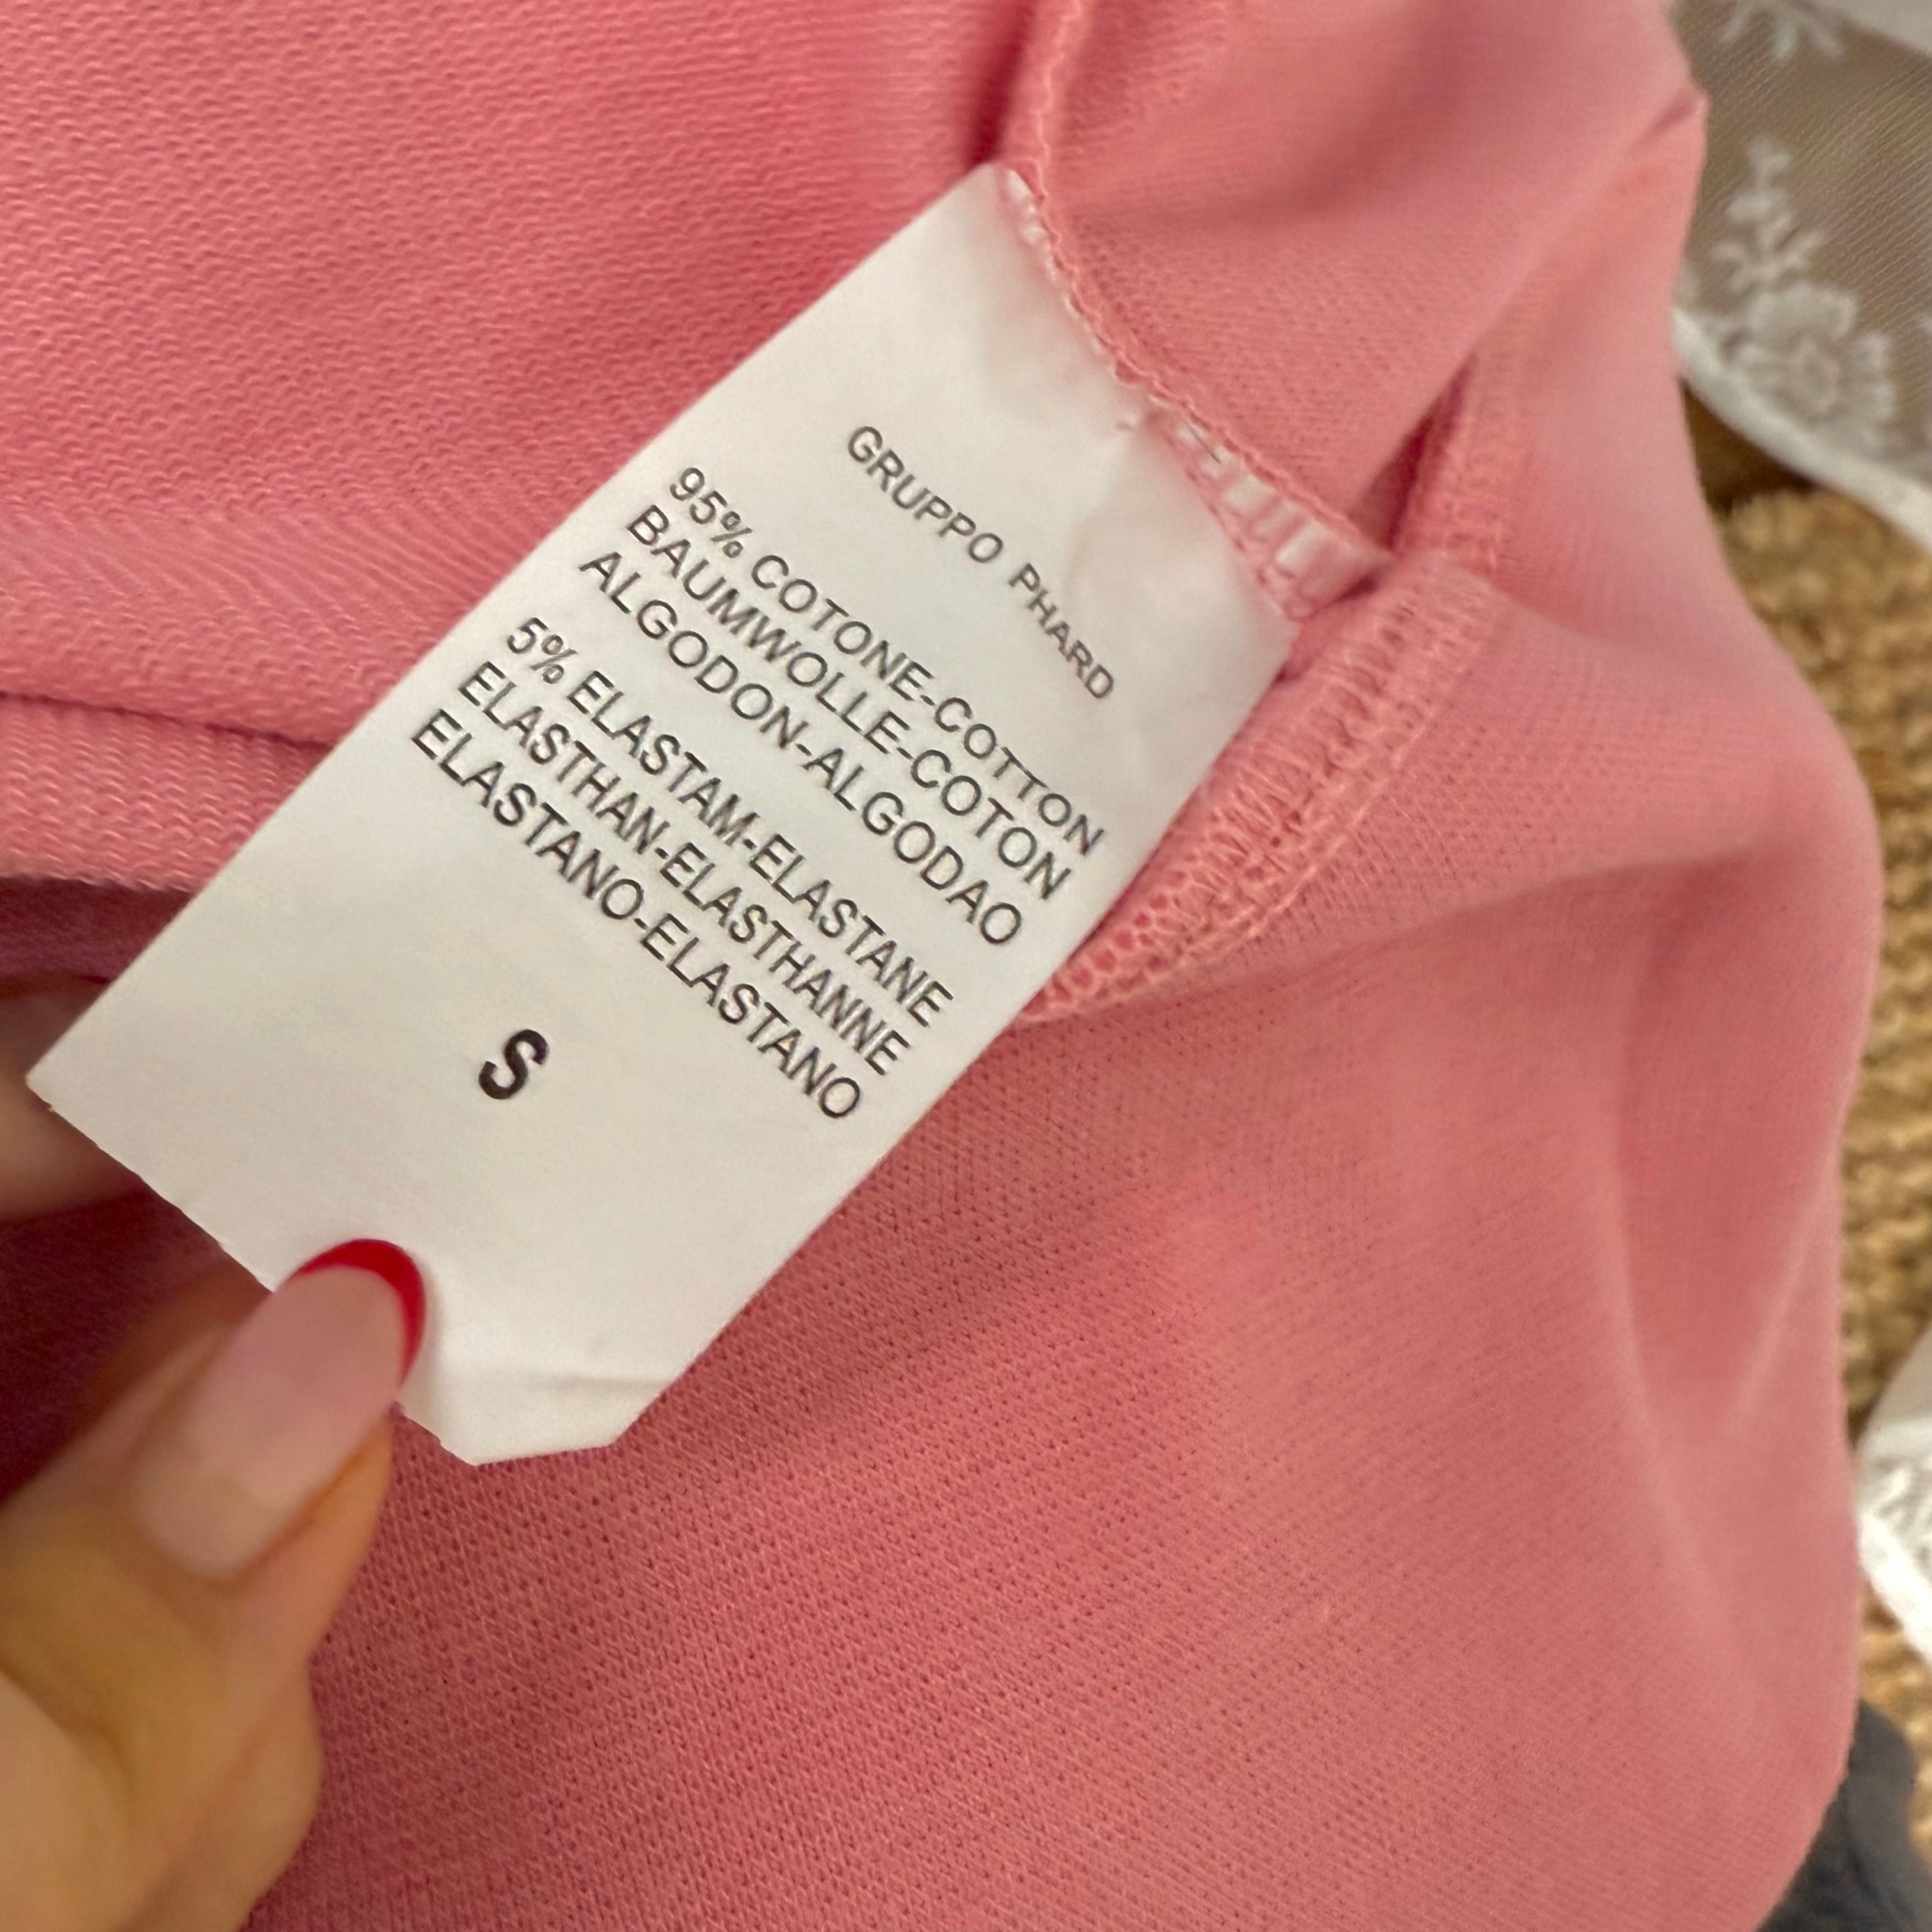 GRUPPO PHARD
95% COTONE-COTTON
BAUMWOLLE-COTON
ALGODON-ALGODAO
5% ELASTAM-ELASTANE
ELASTHAN-ELASTHANNE
ELASTANO-ELASTANO
S